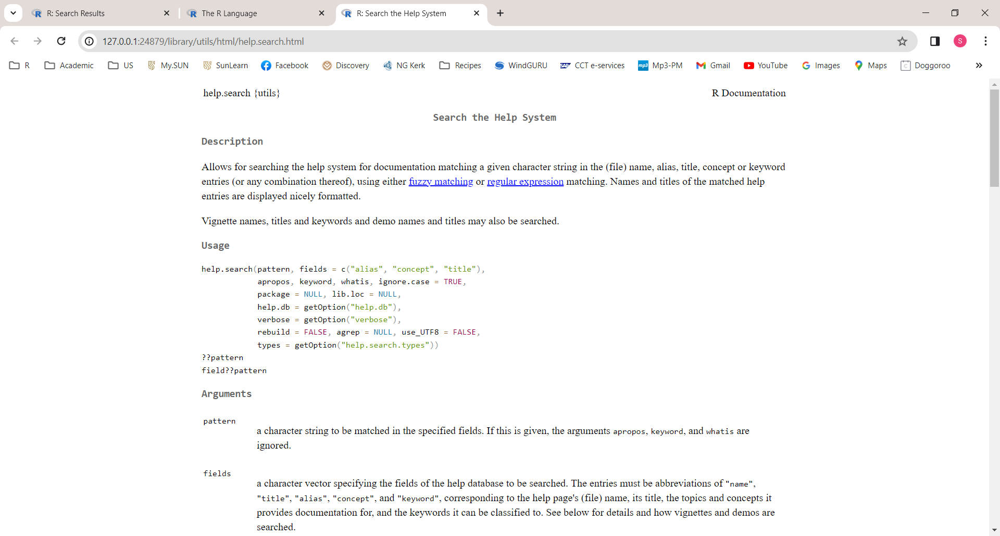 R: Search Results
The R Language
R: Search the Help System
127.0.0.1:24879/library/utils/html/help.search.html
S
R Academic US My.SUN SunLearn Facebook Discovery NG Kerk Recipes WindGURU SAP CCT e-services mp3 Mp3-PM Gmail YouTube Images Maps C Doggoroo
help.search {utils} R Documentation
Search the Help System
Description
Allows for searching the help system for documentation matching a given character string in the (file) name, alias, title, concept or keyword
entries (or any combination thereof), using either fuzzy matching or regular expression matching. Names and titles of the matched help
entries are displayed nicely formatted.
Vignette names, titles and keywords and demo names and titles may also be searched.
Usage
help.search(pattern, fields = c("alias", "concept", "title"),
apropos, keyword, whatis, ignore.case = TRUE,
package = NULL, lib.loc = NULL,
help.db = getOption("help.db"),
verbose = getOption("verbose"),
rebuild = FALSE, agrep = NULL, use_UTF8 = FALSE,
types = getOption("help.search.types"))
??pattern
field??pattern
Arguments
pattern
a character string to be matched in the specified fields. If this is given, the arguments apropos, keyword, and whatis are
ignored.
fields
a character vector specifying the fields of the help database to be searched. The entries must be abbreviations of "name",
"title", "alias", "concept", and "keyword", corresponding to the help page's (file) name, its title, the topics and concepts it
provides documentation for, and the keywords it can be classified to. See below for details and how vignettes and demos are
searched.